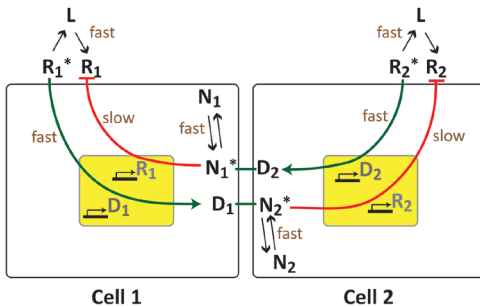 L L
fast fast
R1* R1 R2* R2
N1
fast slow fast slow
fast
N1* D2
R1 D2
D1 D1 N2* R2
fast
N2
Cell 1 Cell 2